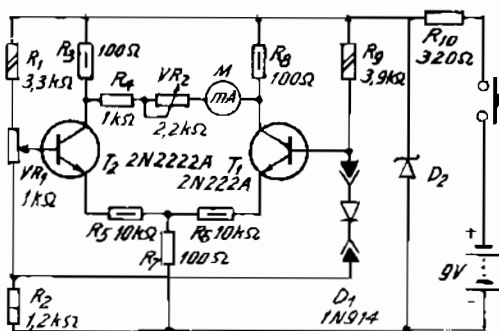 R1
3,3kΩ
R3
100Ω
R4
1kΩ
VR2
2,2kΩ
M
mA
R8
100Ω
R9
3,9kΩ
R10
320Ω
VR1
1kΩ
T2
2N2222A
T1
2N222A
D2
R5 10kΩ
R6 10kΩ
R7
100Ω
R2
1,2kΩ
D1
1N914
+
9V
-